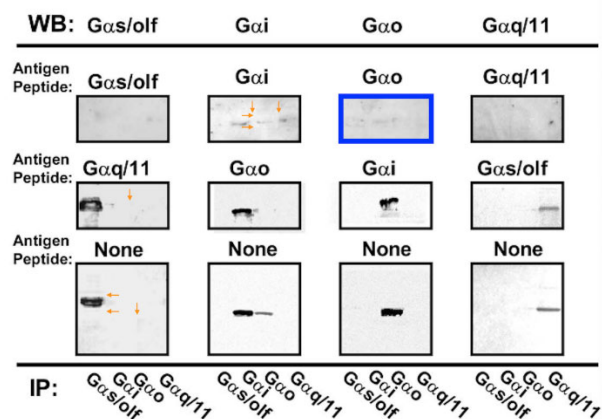 WB: Gαs/olf Gαi Gαo Gαq/11
Antigen Peptide: Gαs/olf Gαi Gαo Gαq/11
Antigen Peptide: Gαq/11 Gαo Gαi Gαs/olf
Antigen Peptide: None None None None
IP: Gαs/olf Gαi Gαo Gαq/11 Gαs/olf Gαi Gαo Gαq/11 Gαs/olf Gαi Gαo Gαq/11 Gαs/olf Gαi Gαo Gαq/11